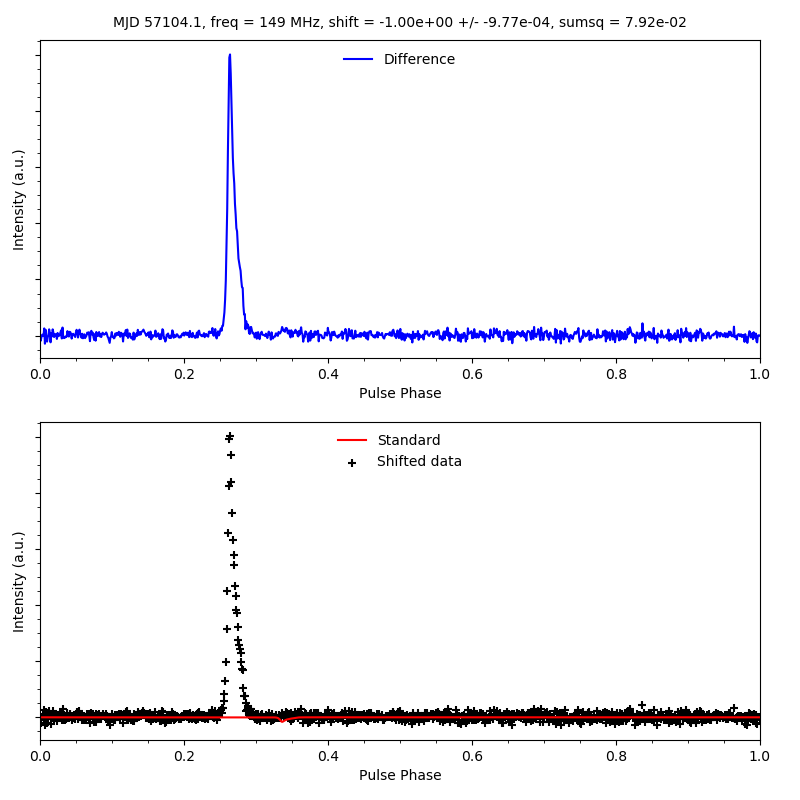 MJD 57104.1, freq = 149 MHz, shift = -1.00e+00 +/- -9.77e-04, sumsq = 7.92e-02
Difference
Intensity (a.u.)
0.0 0.2 0.4 0.6 0.8 1.0
Pulse Phase
Standard
Shifted data
Intensity (a.u.)
0.0 0.2 0.4 0.6 0.8 1.0
Pulse Phase